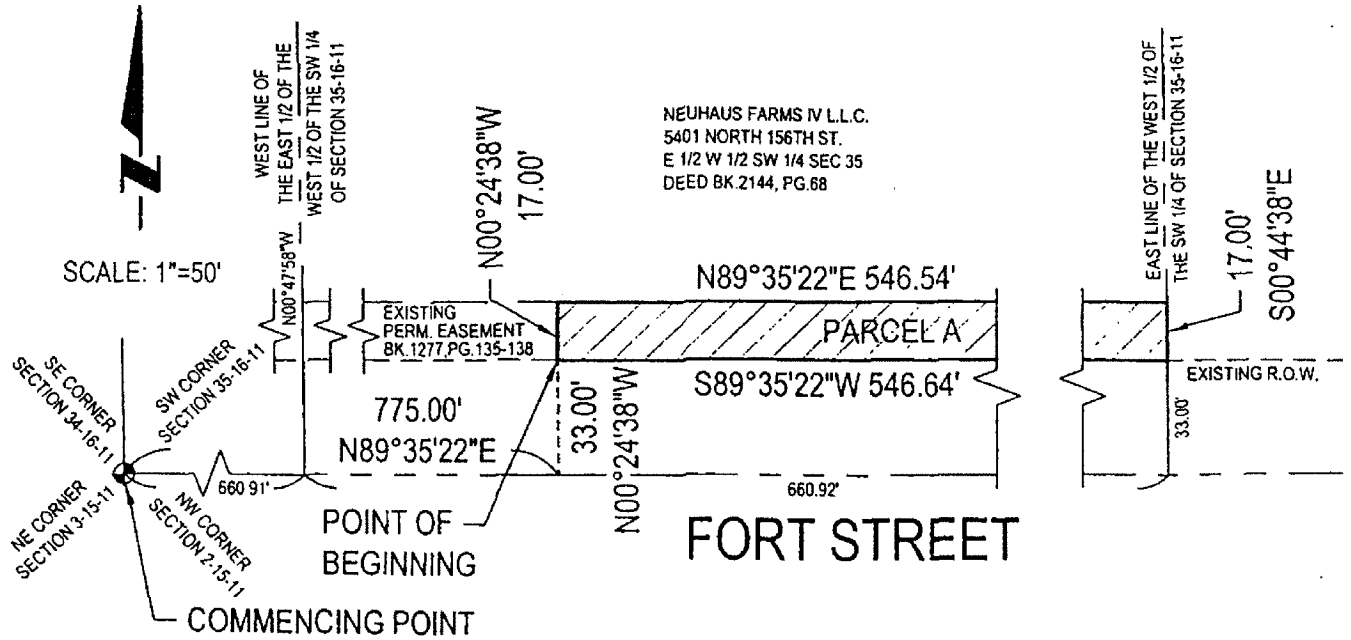 WEST LINE OF
THE EAST 1/2 OF THE
WEST 1/2 OF THE SW 1/4
OF SECTION 35-16-11
NEUHAUS FARMS IV L.L.C.
5401 NORTH 156TH ST.
E 1/2 W 1/2 SW 1/4 SEC 35
DEED BK.2144, PG.68
EAST LINE OF THE WEST 1/2 OF
THE SW 1/4 OF SECTION 35-16-11
N00°24'38"W
17.00'
17.00'
S00°44'38"E
Z
SCALE: 1"=50'
N00°47'58"W
N89°35'22"E 546.54'
EXISTING
PERM. EASEMENT
BK.1277,PG.135-138
PARCEL A
S89°35'22"W 546.64'
EXISTING R.O.W.
SE CORNER
SECTION 34-16-11
SW CORNER
SECTION 35-16-11
775.00'
N89°35'22"E
33.00'
N00°24'38"W
33.00'
660.91'
660.92'
NE CORNER
SECTION 3-15-11
NW CORNER
SECTION 2-15-11
POINT OF
BEGINNING
FORT STREET
COMMENCING POINT